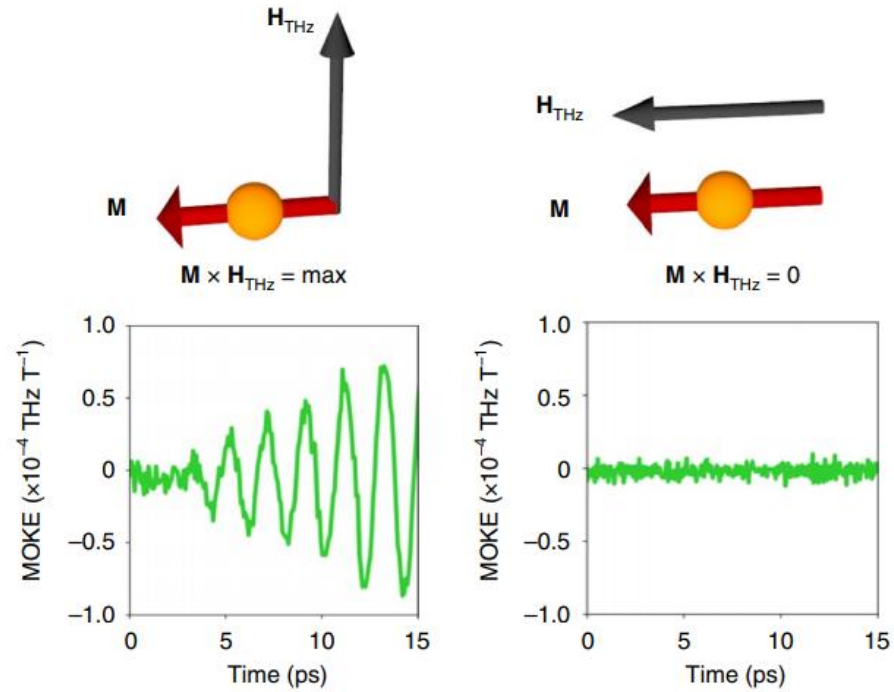 H_THz
M
M × H_THz = max
H_THz
M
M × H_THz = 0
MOKE (×10⁻⁴ THz T⁻¹)
1.0
0.5
0
–0.5
–1.0
0
5
10
15
Time (ps)
MOKE (×10⁻⁴ THz T⁻¹)
1.0
0.5
0
–0.5
–1.0
0
5
10
15
Time (ps)